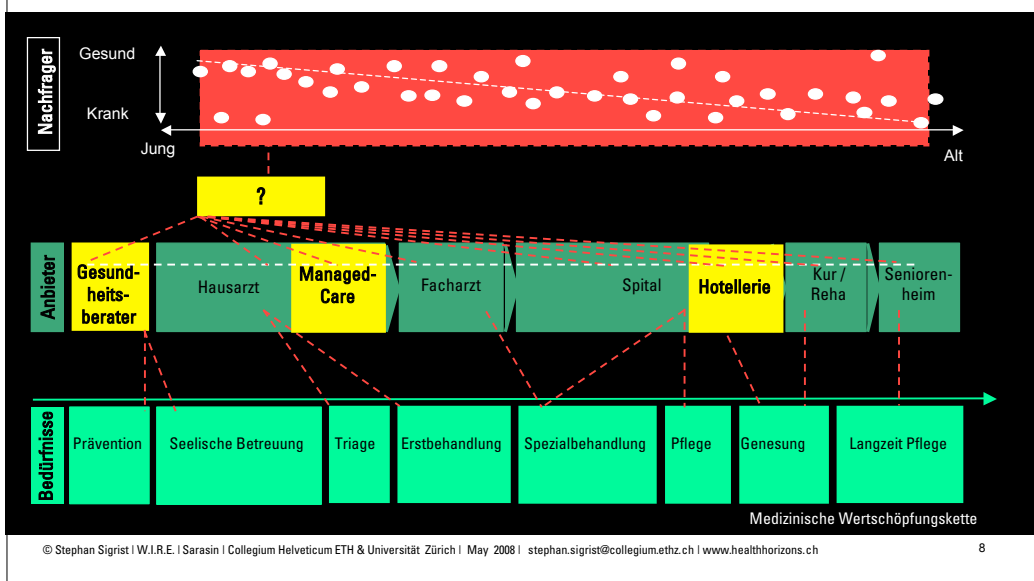 Nachfrager
Gesund
Krank
Jung
Alt
?
Anbieter
Gesund-
heits-
berater
Hausarzt
Managed-
Care
Facharzt
Spital
Hotellerie
Kur /
Reha
Senioren-
heim
Bedürfnisse
Prävention
Seelische Betreuung
Triage
Erstbehandlung
Spezialbehandlung
Pflege
Genesung
Langzeit Pflege
Medizinische Wertschöpfungskette
© Stephan Sigrist I W.I.R.E. I Sarasin I Collegium Helveticum ETH & Universität Zürich I May 2008 I stephan.sigrist@collegium.ethz.ch I www.healthhorizons.ch
8